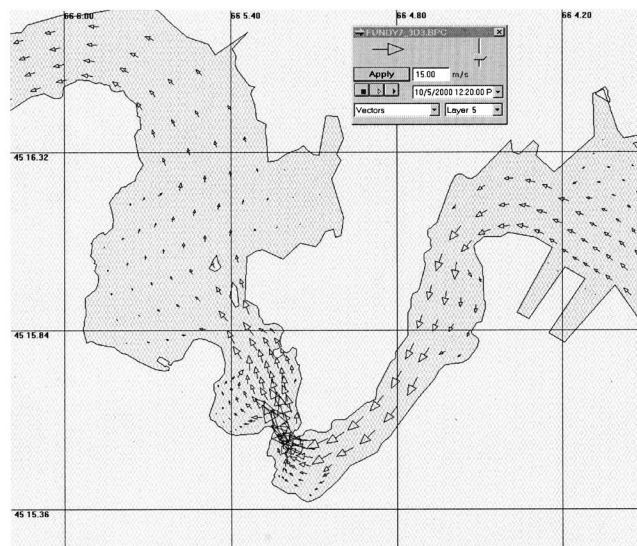 66 6.00 66 5.40 66 4.80 66 4.20
FUNDY7_3D3.BPC
Apply 15.00 m/s
10/5/2000 12:20:00 P
Vectors Layer 5
45 16.32
45 15.84
45 15.36